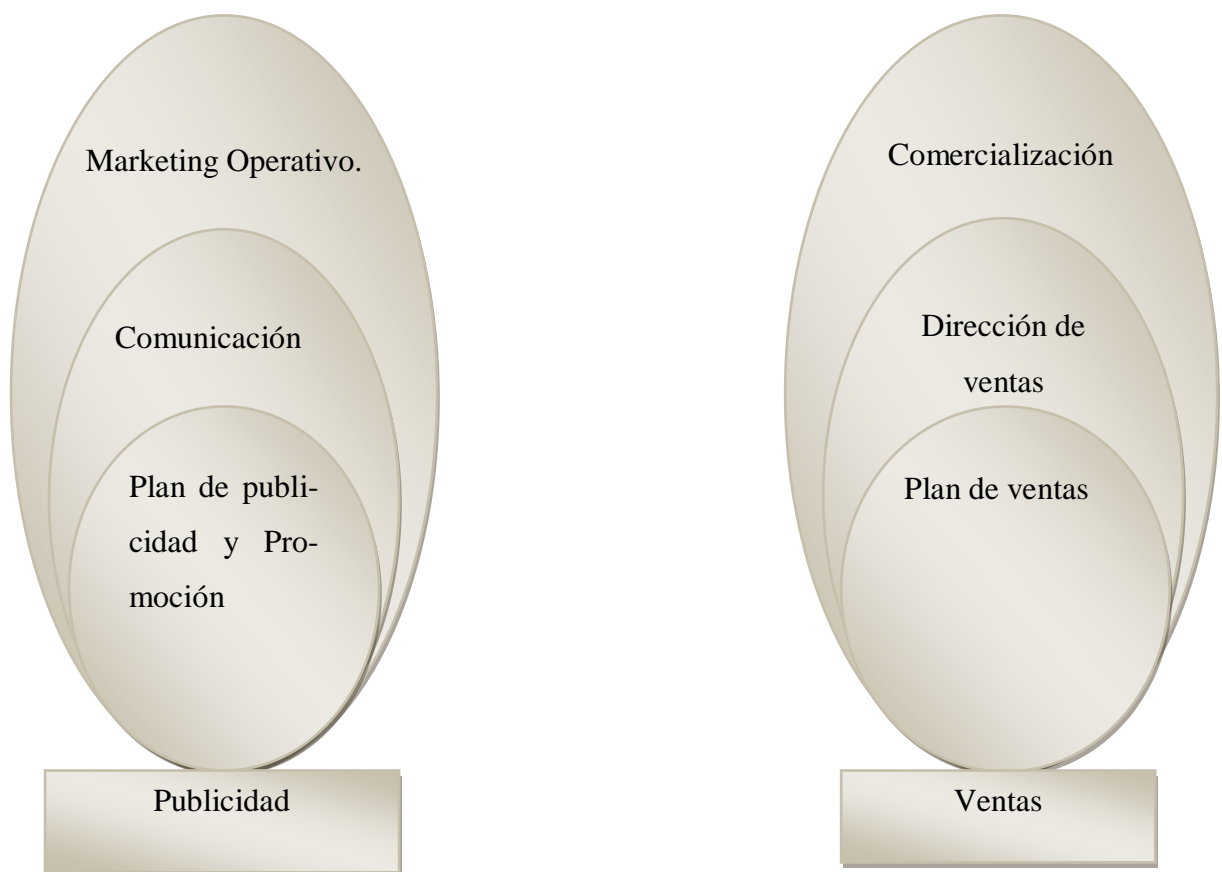 Marketing Operativo.
Comunicación
Plan de publi-
cidad y Pro-
moción
Publicidad
Comercialización
Dirección de
ventas
Plan de ventas
Ventas